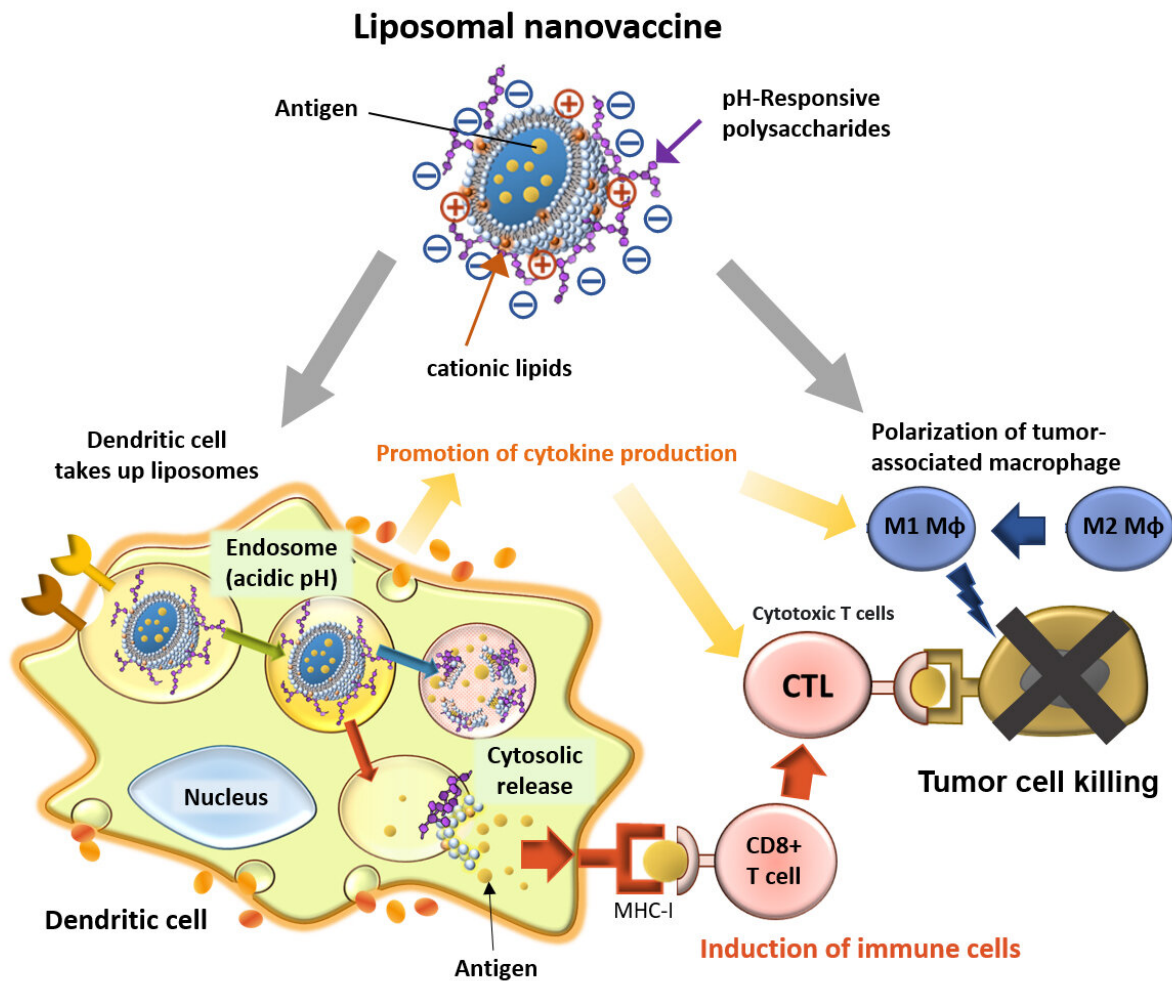 Liposomal nanovaccine
Antigen
pH-Responsive
polysaccharides
cationic lipids
Dendritic cell
takes up liposomes
Promotion of cytokine production
Polarization of tumor-
associated macrophage
M1 Mφ
M2 Mφ
Endosome
(acidic pH)
Cytotoxic T cells
CTL
Cytosolic
release
Nucleus
Tumor cell killing
CD8+
T cell
MHC-I
Dendritic cell
Antigen
Induction of immune cells